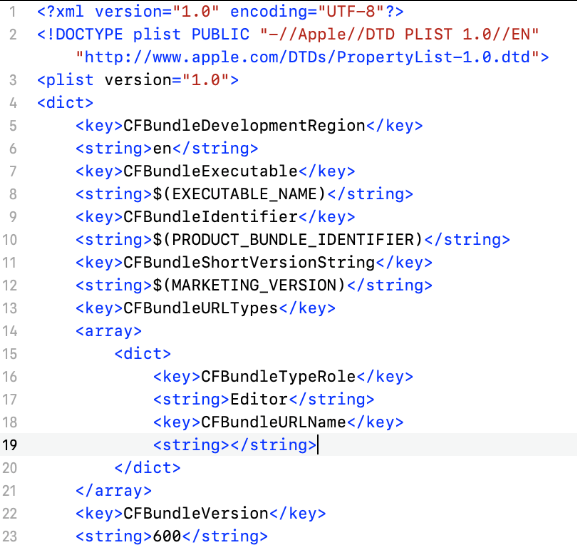 1 <?xml version="1.0" encoding="UTF-8"?>
2 <!DOCTYPE plist PUBLIC "-//Apple//DTD PLIST 1.0//EN"
"http://www.apple.com/DTDs/PropertyList-1.0.dtd">
3 <plist version="1.0">
4 <dict>
5 <key>CFBundleDevelopmentRegion</key>
6 <string>en</string>
7 <key>CFBundleExecutable</key>
8 <string>$(EXECUTABLE_NAME)</string>
9 <key>CFBundleIdentifier</key>
10 <string>$(PRODUCT_BUNDLE_IDENTIFIER)</string>
11 <key>CFBundleShortVersionString</key>
12 <string>$(MARKETING_VERSION)</string>
13 <key>CFBundleURLTypes</key>
14 <array>
15 <dict>
16 <key>CFBundleTypeRole</key>
17 <string>Editor</string>
18 <key>CFBundleURLName</key>
19 <string></string>
20 </dict>
21 </array>
22 <key>CFBundleVersion</key>
23 <string>600</string>